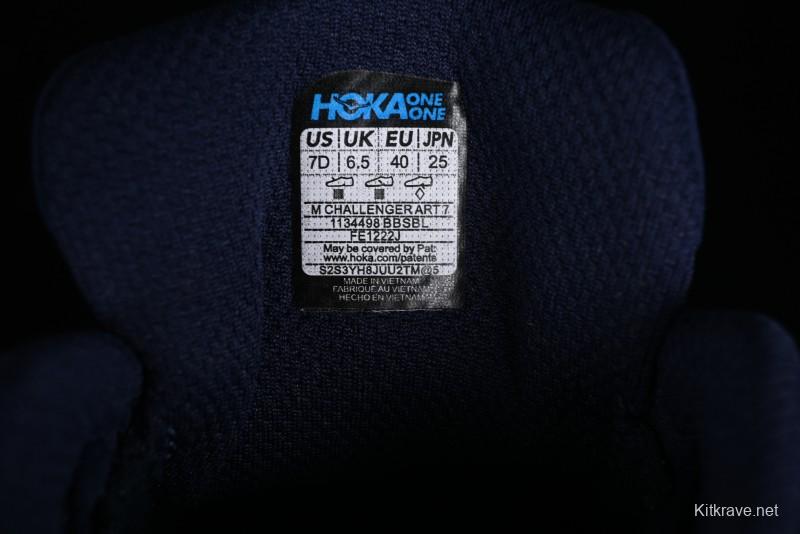 HOKA ONE ONE
US UK EU JPN
7D 6.5 40 25
M CHALLENGER ART 7
1134498 BBSBL
FE1222J
May be covered by Pat:
www.hoka.com/patents
S2S3YH8JUU2TM@5
MADE IN VIETNAM
FABRIQUE AU VIETNAM
HECHO EN VIETNAM
Kitkrave.net